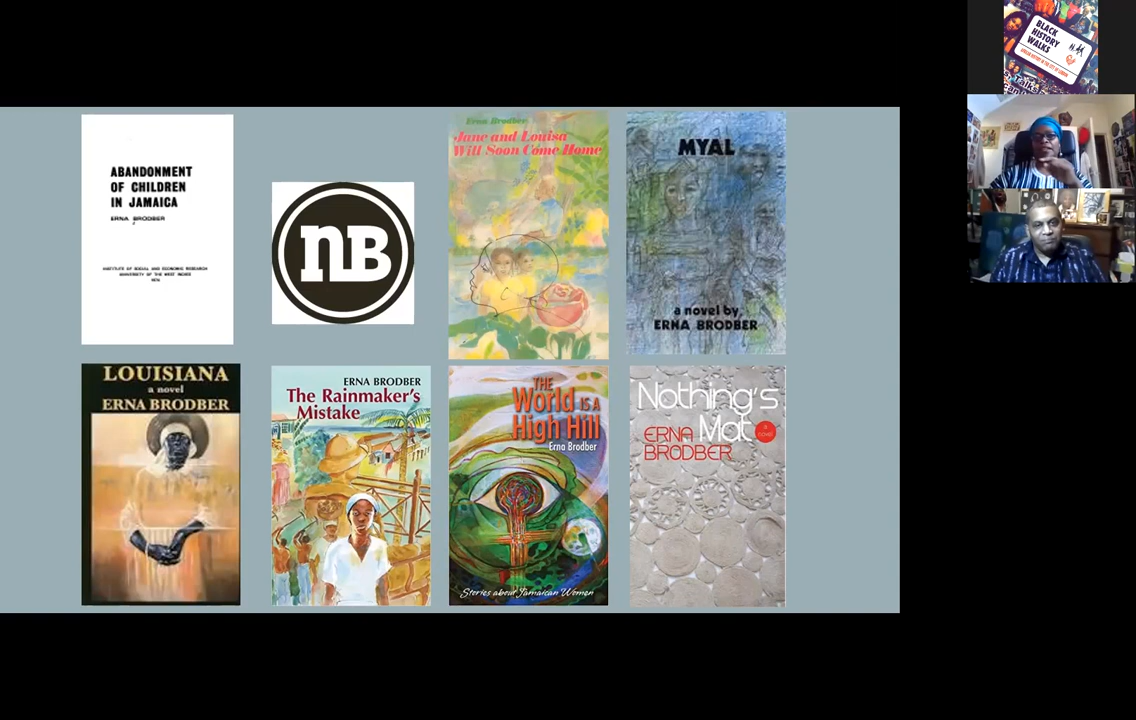 ABANDONMENT
OF CHILDREN
IN JAMAICA
ERNA BRODBER
INSTITUTE OF SOCIAL AND ECONOMIC RESEARCH
UNIVERSITY OF THE WEST INDIES
nB
Erna Brodber
Jane and Louisa
Will Soon Come Home
MYAL
a novel by
ERNA BRODBER
LOUISIANA
a novel
ERNA BRODBER
ERNA BRODBER
The Rainmaker's
Mistake
THE
World IS A
High Hill
Erna Brodber
Stories about Jamaican Women
Nothing's
Mat
a novel
ERNA
BRODBER
BLACK
HISTORY
WALKS